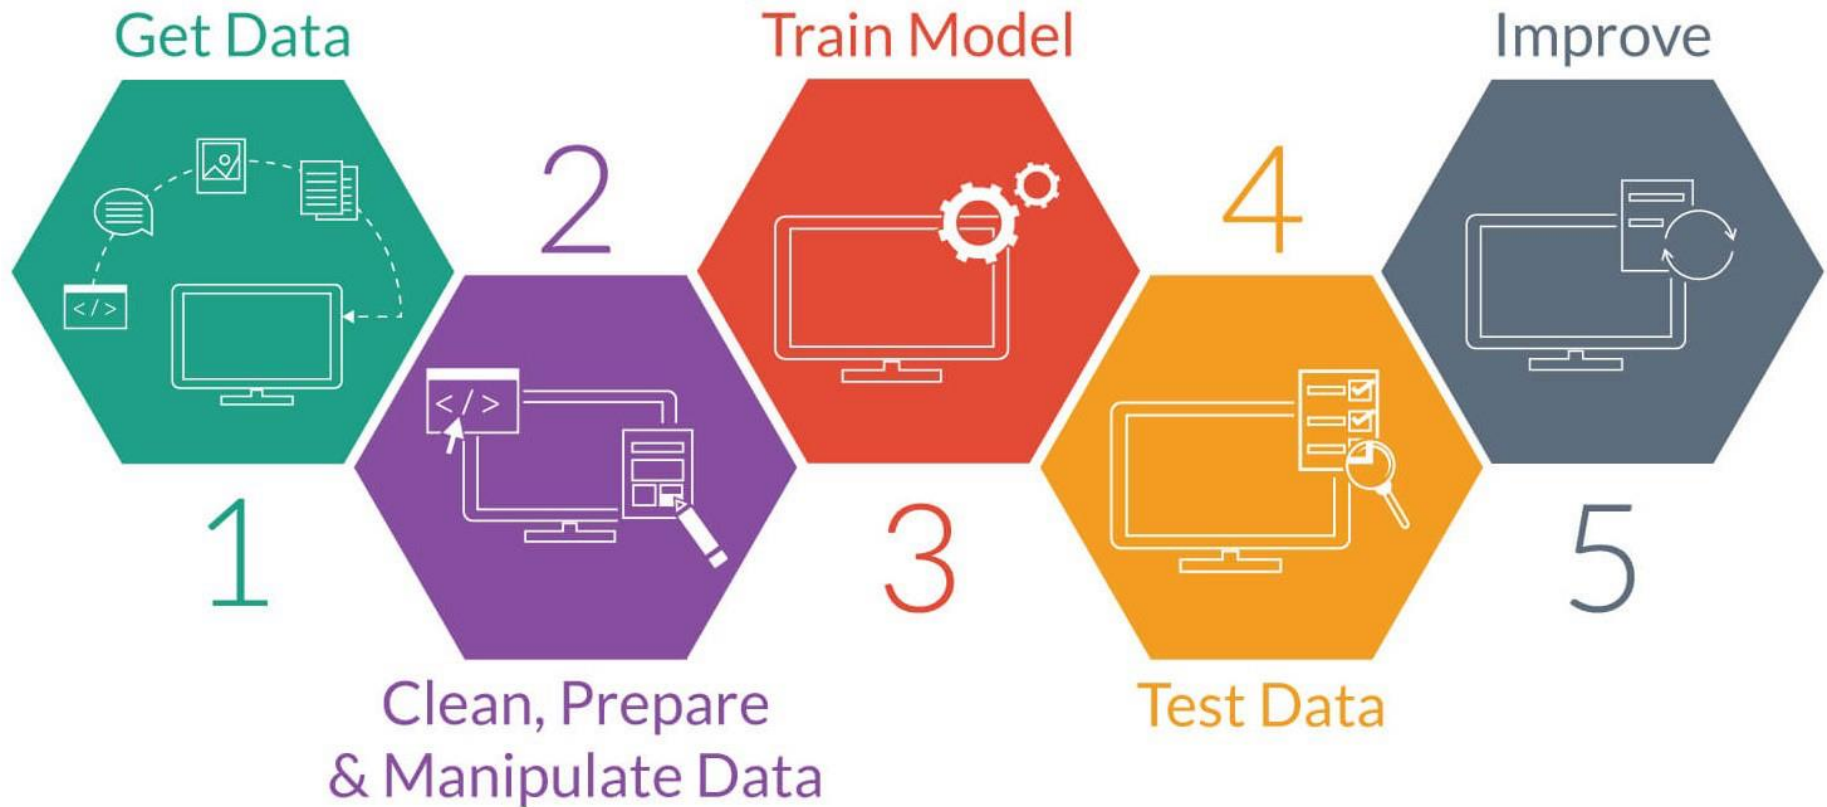 Get Data
1
2
Clean, Prepare
& Manipulate Data
Train Model
3
4
Test Data
Improve
5
</>
</>